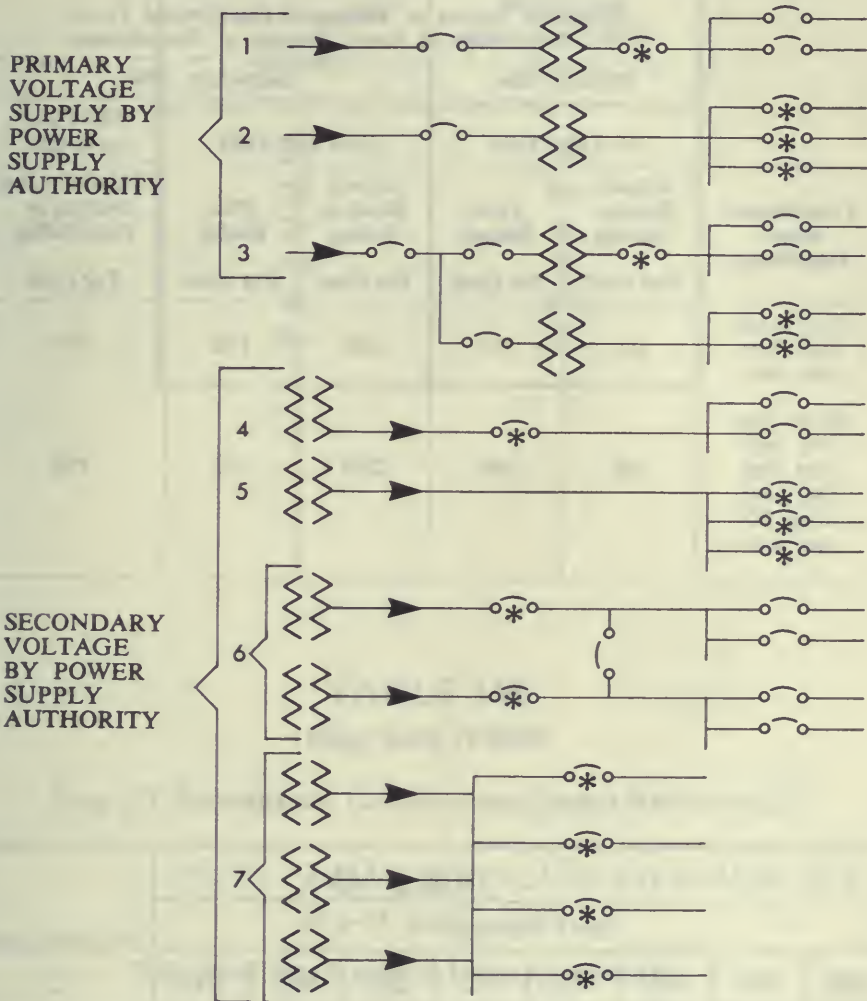 PRIMARY
VOLTAGE
SUPPLY BY
POWER
SUPPLY
AUTHORITY
1
2
3
4
5
SECONDARY
VOLTAGE
BY POWER
SUPPLY
AUTHORITY
6
7